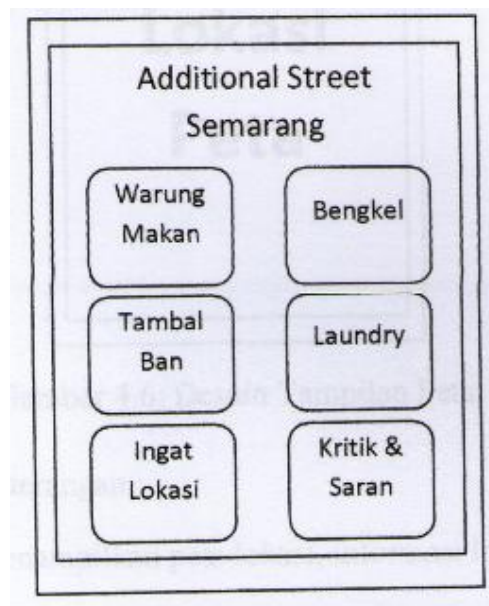 Additional Street
Semarang
Warung
Makan
Bengkel
Tambal
Ban
Laundry
Ingat
Lokasi
Kritik &
Saran